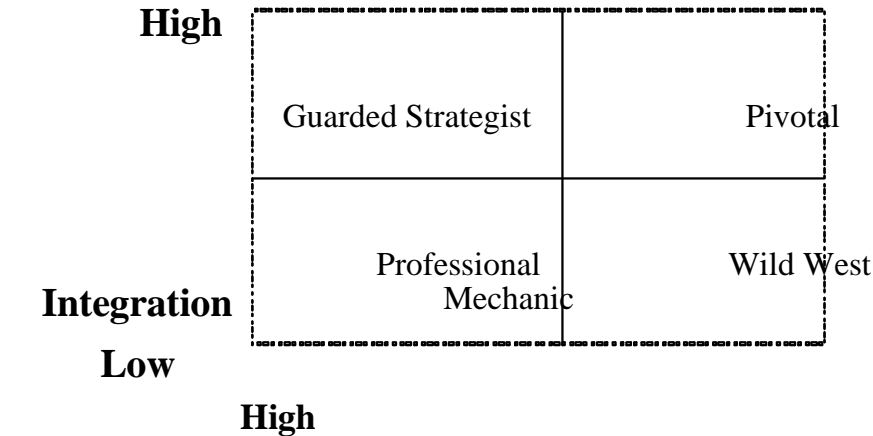 High
Guarded Strategist Pivotal
Professional Wild West
Mechanic
Integration
Low
High